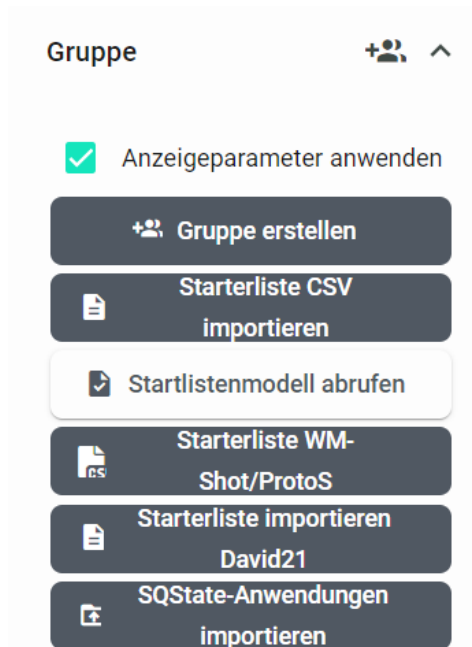 Gruppe
Anzeigeparameter anwenden
Gruppe erstellen
Starterliste CSV
importieren
Startlistenmodell abrufen
Starterliste WM-
Shot/ProtoS
Starterliste importieren
David21
SQState-Anwendungen
importieren